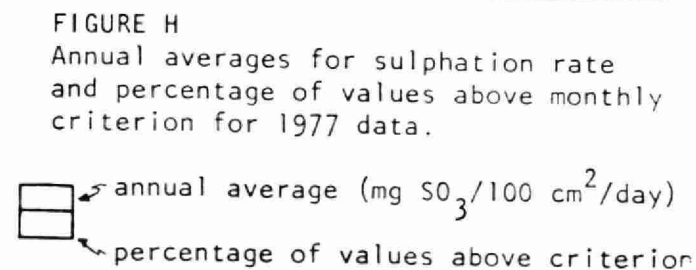 FIGURE H
Annual averages for sulphation rate
and percentage of values above monthly
criterion for 1977 data.
annual average (mg SO₃/100 cm²/day)
percentage of values above criterion